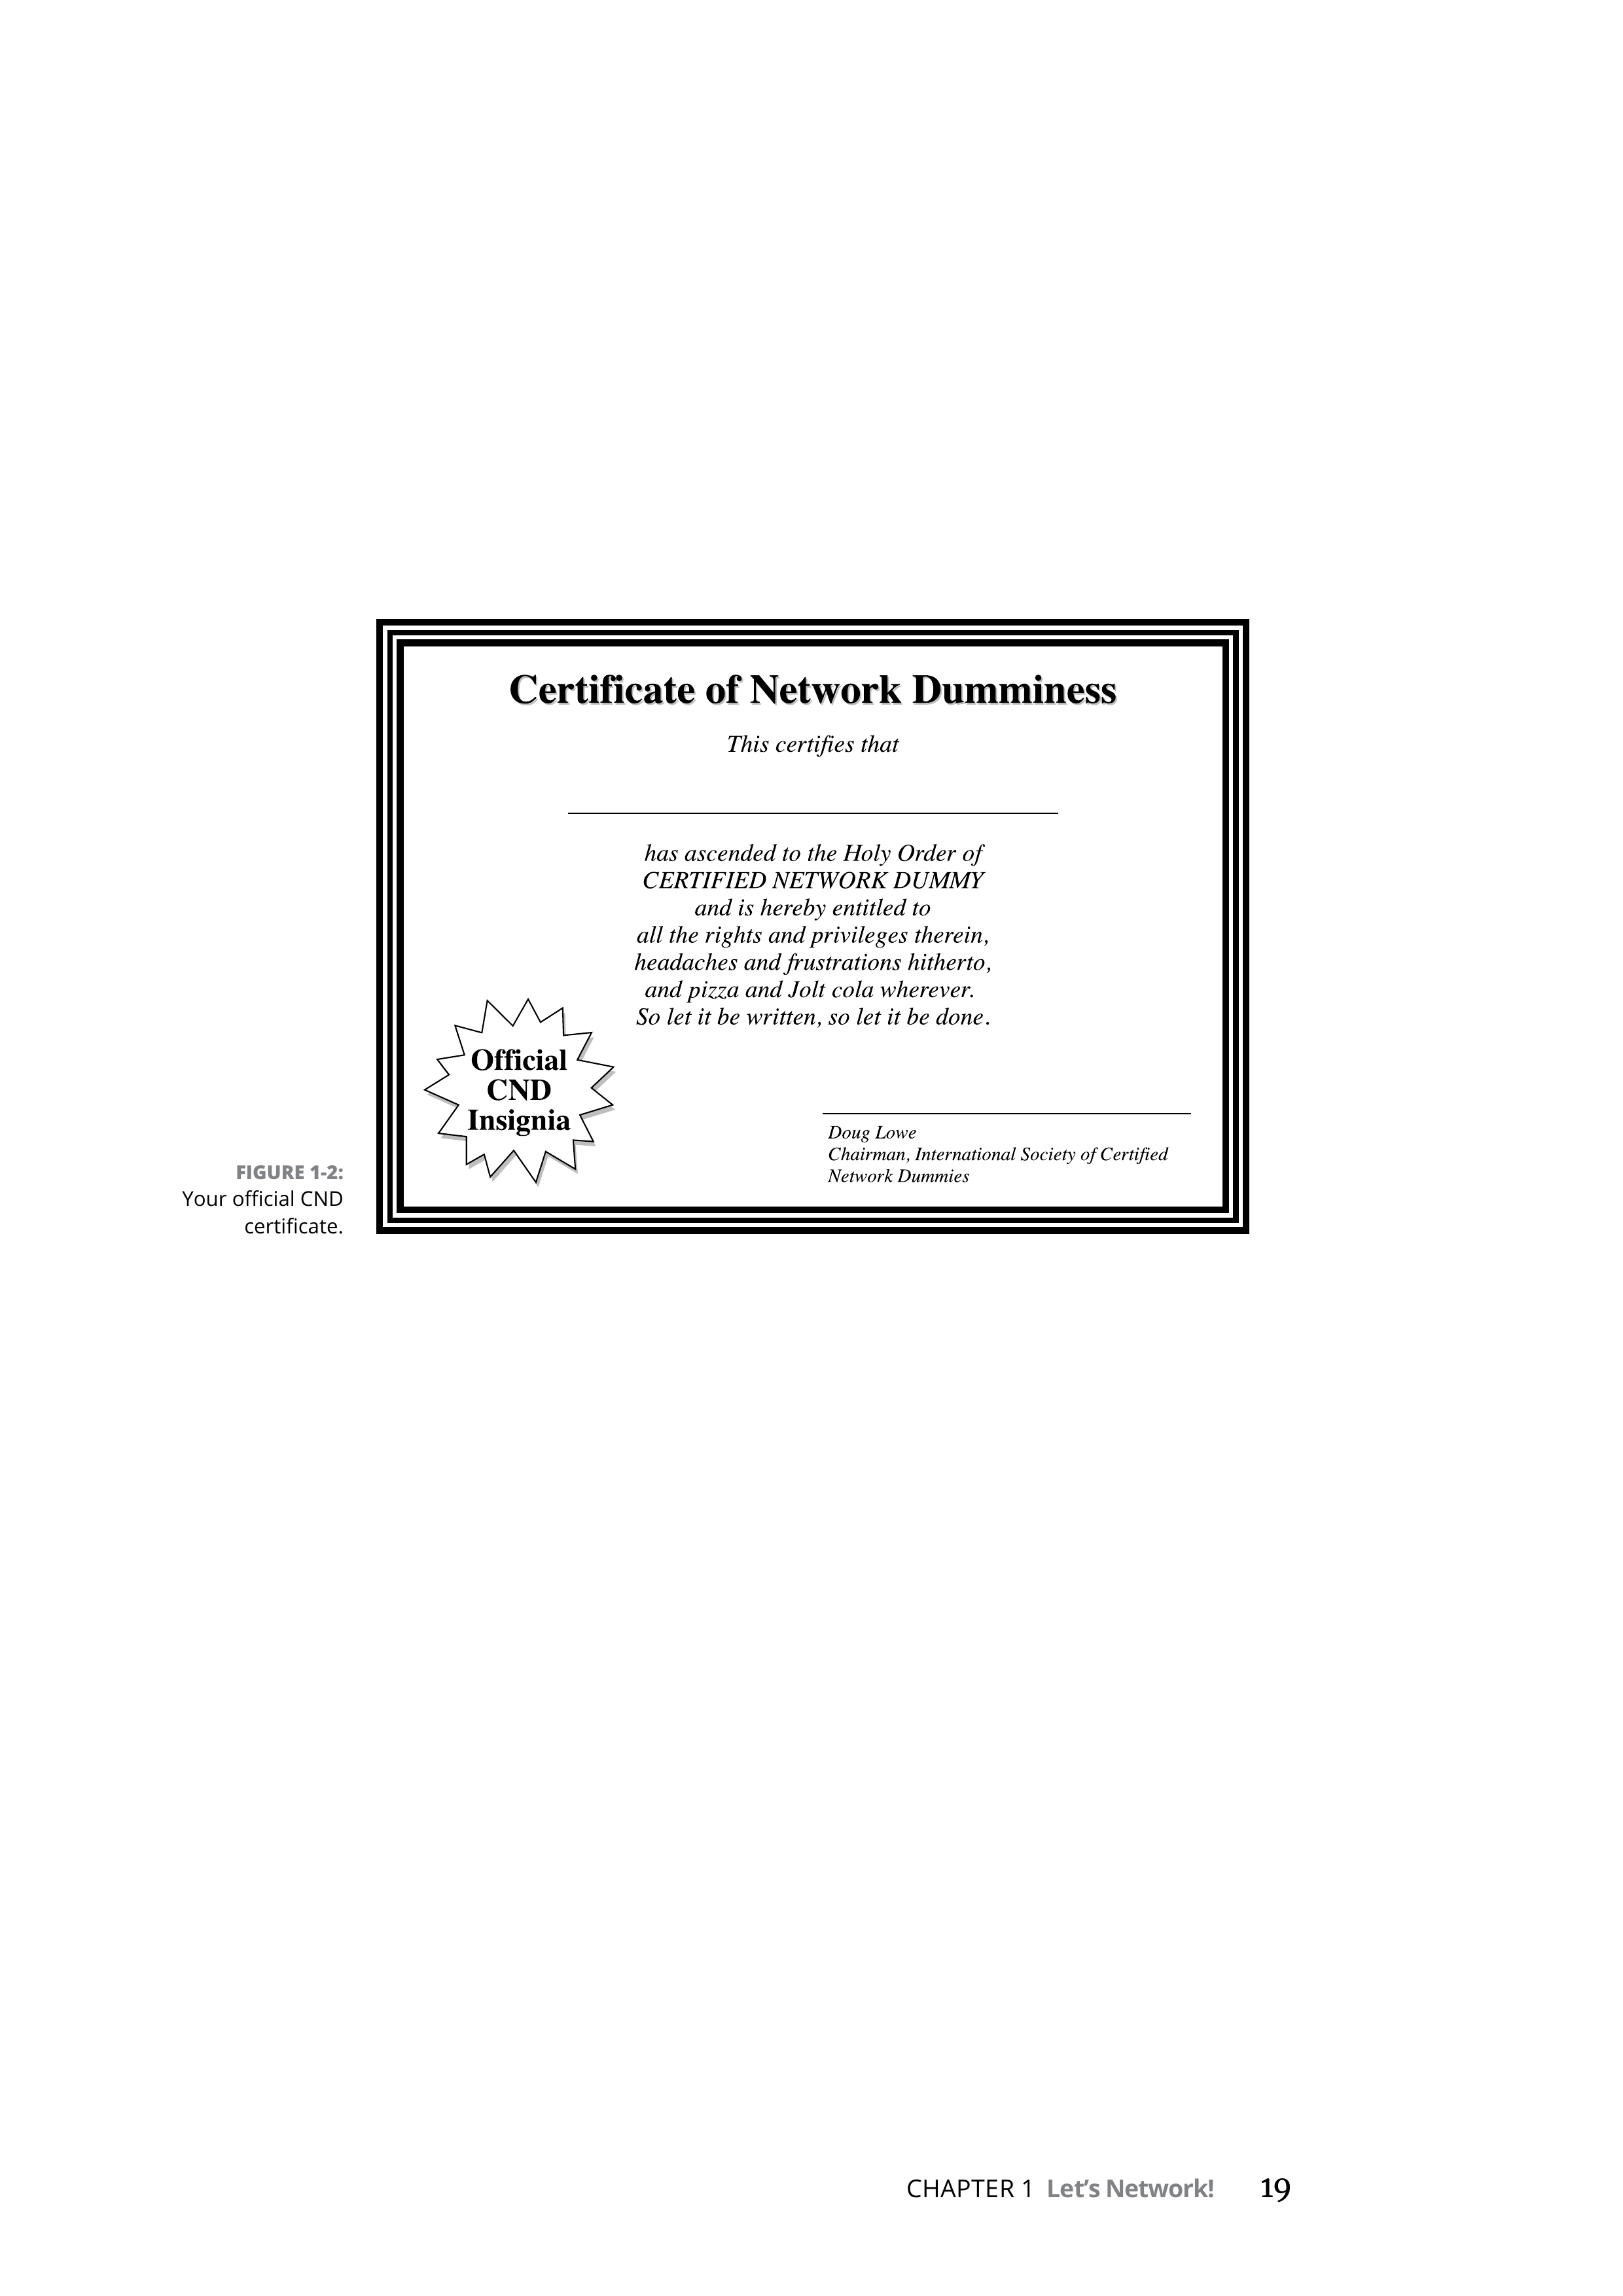 Certificate of Network Dumminess
This certifies that
has ascended to the Holy Order of
CERTIFIED NETWORK DUMMY
and is hereby entitled to
all the rights and privileges therein,
headaches and frustrations hitherto,
and pizza and Jolt cola wherever.
So let it be written, so let it be done.
Official
CND
Insignia
Doug Lowe
Chairman, International Society of Certified
Network Dummies
FIGURE 1-2:
Your official CND
certificate.
CHAPTER 1 Let’s Network! 19